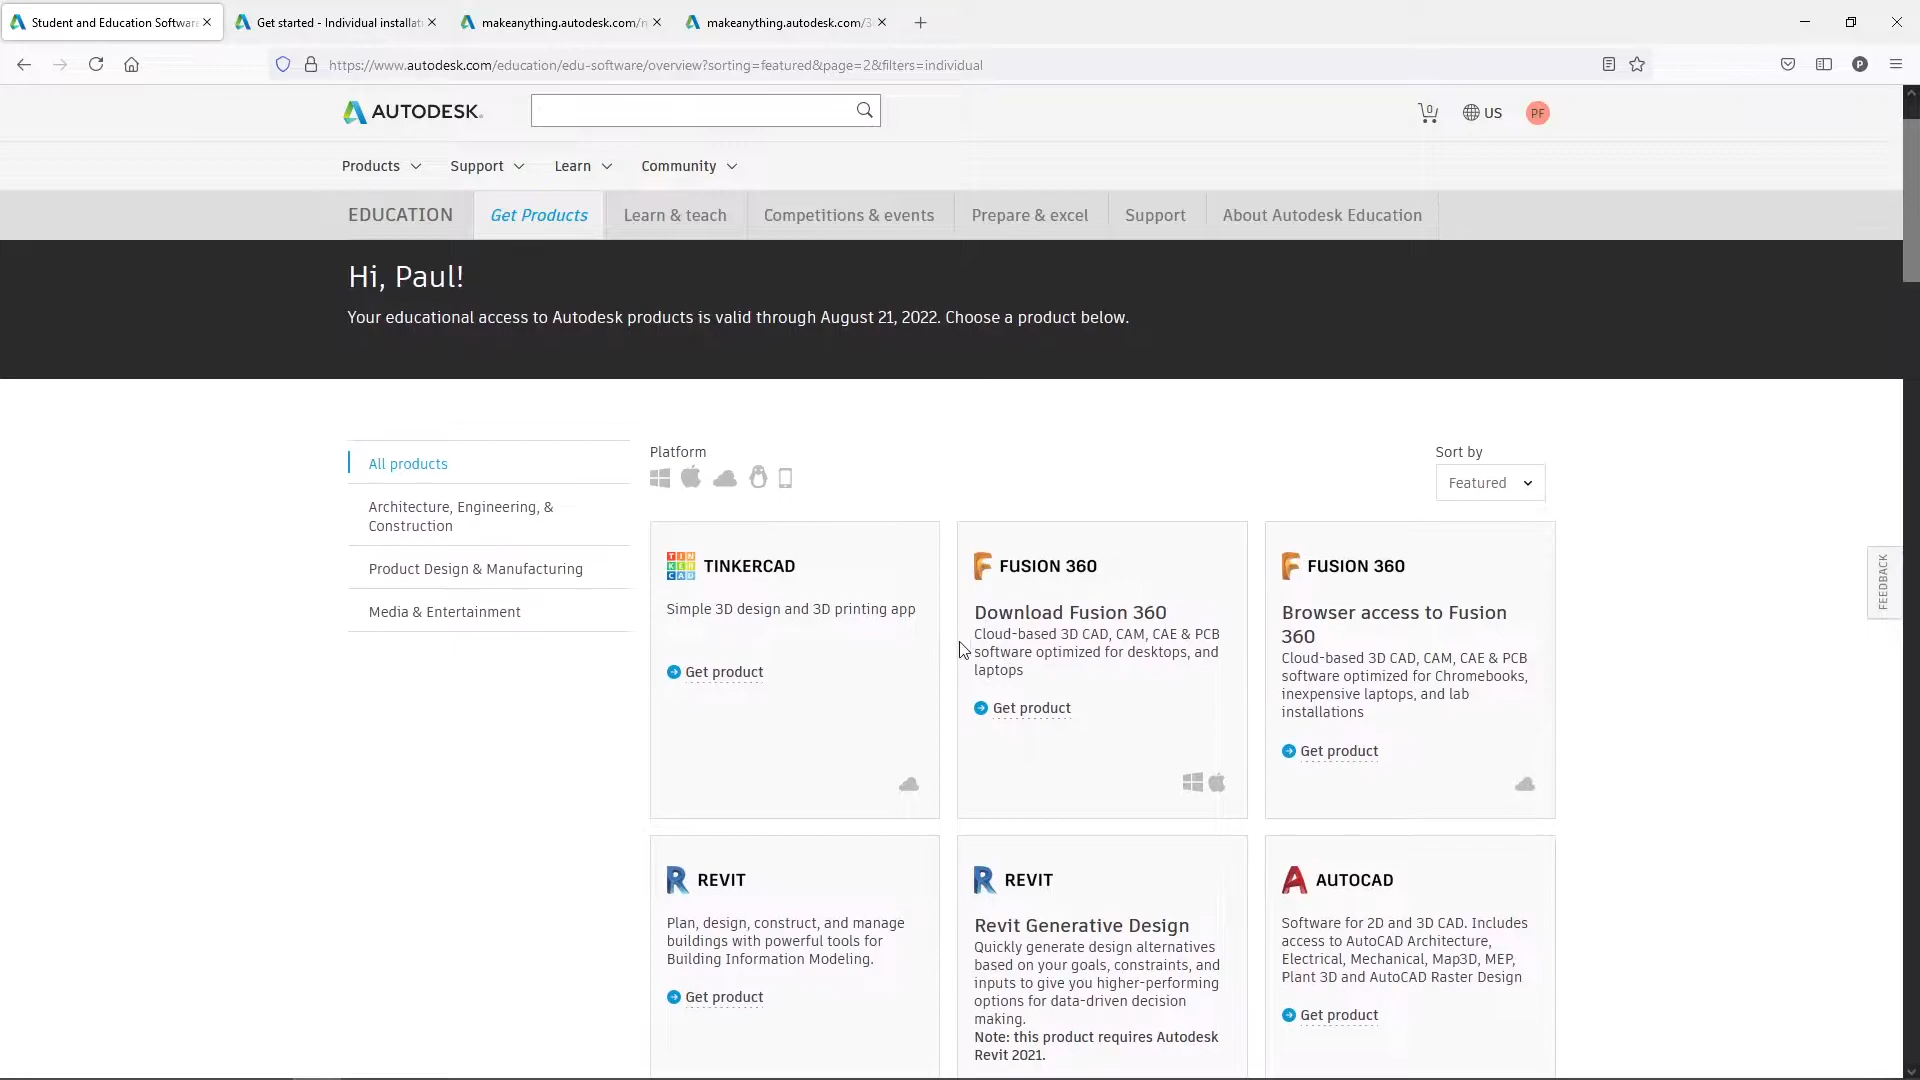 Student and Education Softwar
Get started - Individual installat
makeanything.autodesk.com/
makeanything.autodesk.com/3
https://www.autodesk.com/education/edu-software/overview?sorting=featured&page=2&filters=individual
P
AUTODESK.
0
US
PF
Products
Support
Learn
Community
EDUCATION
Get Products
Learn & teach
Competitions & events
Prepare & excel
Support
About Autodesk Education
Hi, Paul!
Your educational access to Autodesk products is valid through August 21, 2022. Choose a product below.
All products
Architecture, Engineering, &
Construction
Product Design & Manufacturing
Media & Entertainment
Platform
Sort by
Featured
TIN
KER
CAD
TINKERCAD
Simple 3D design and 3D printing app
Get product
FUSION 360
Download Fusion 360
Cloud-based 3D CAD, CAM, CAE & PCB
software optimized for desktops, and
laptops
Get product
FUSION 360
Browser access to Fusion
360
Cloud-based 3D CAD, CAM, CAE & PCB
software optimized for Chromebooks,
inexpensive laptops, and lab
installations
Get product
REVIT
Plan, design, construct, and manage
buildings with powerful tools for
Building Information Modeling.
Get product
REVIT
Revit Generative Design
Quickly generate design alternatives
based on your goals, constraints, and
inputs to give you higher-performing
options for data-driven decision
making.
Note: this product requires Autodesk
Revit 2021.
AUTOCAD
Software for 2D and 3D CAD. Includes
access to AutoCAD Architecture,
Electrical, Mechanical, Map3D, MEP,
Plant 3D and AutoCAD Raster Design
Get product
FEEDBACK